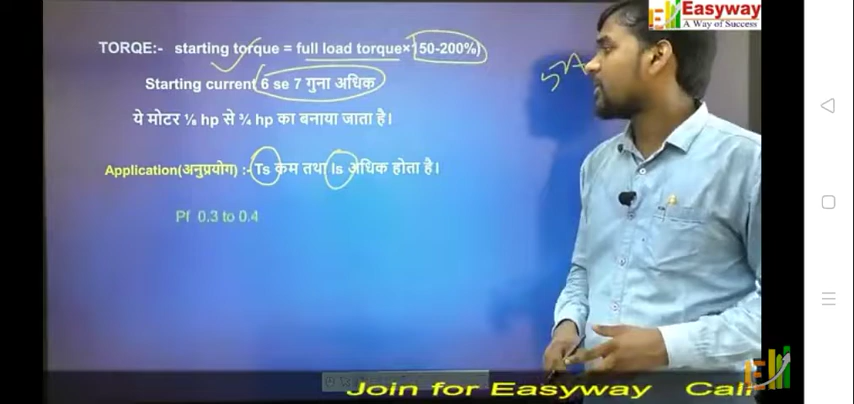 Easyway
A Way of Success
TORQE:- starting torque = full load torque×150-200%)
Starting current 6 se 7 गुना अधिक
ये मोटर ⅛ hp से ¾ hp का बनाया जाता है।
Application(अनुप्रयोग) :- Ts कम तथा Is अधिक होता है।
Pf 0.3 to 0.4
Join for Easyway Call